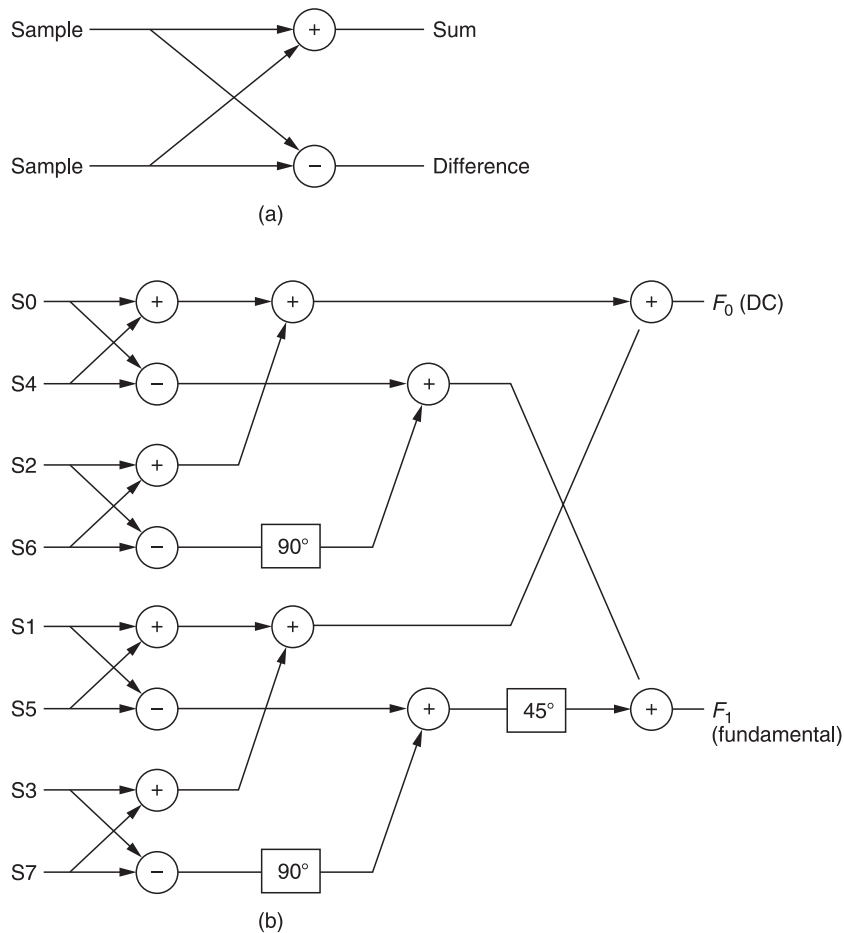 Sample + Sum
Sample − Difference
(a)
S0 + + + F0 (DC)
S4 − +
S2 +
S6 − 90°
S1 + +
S5 − + 45° + F1
(fundamental)
S3 +
S7 − 90°
(b)